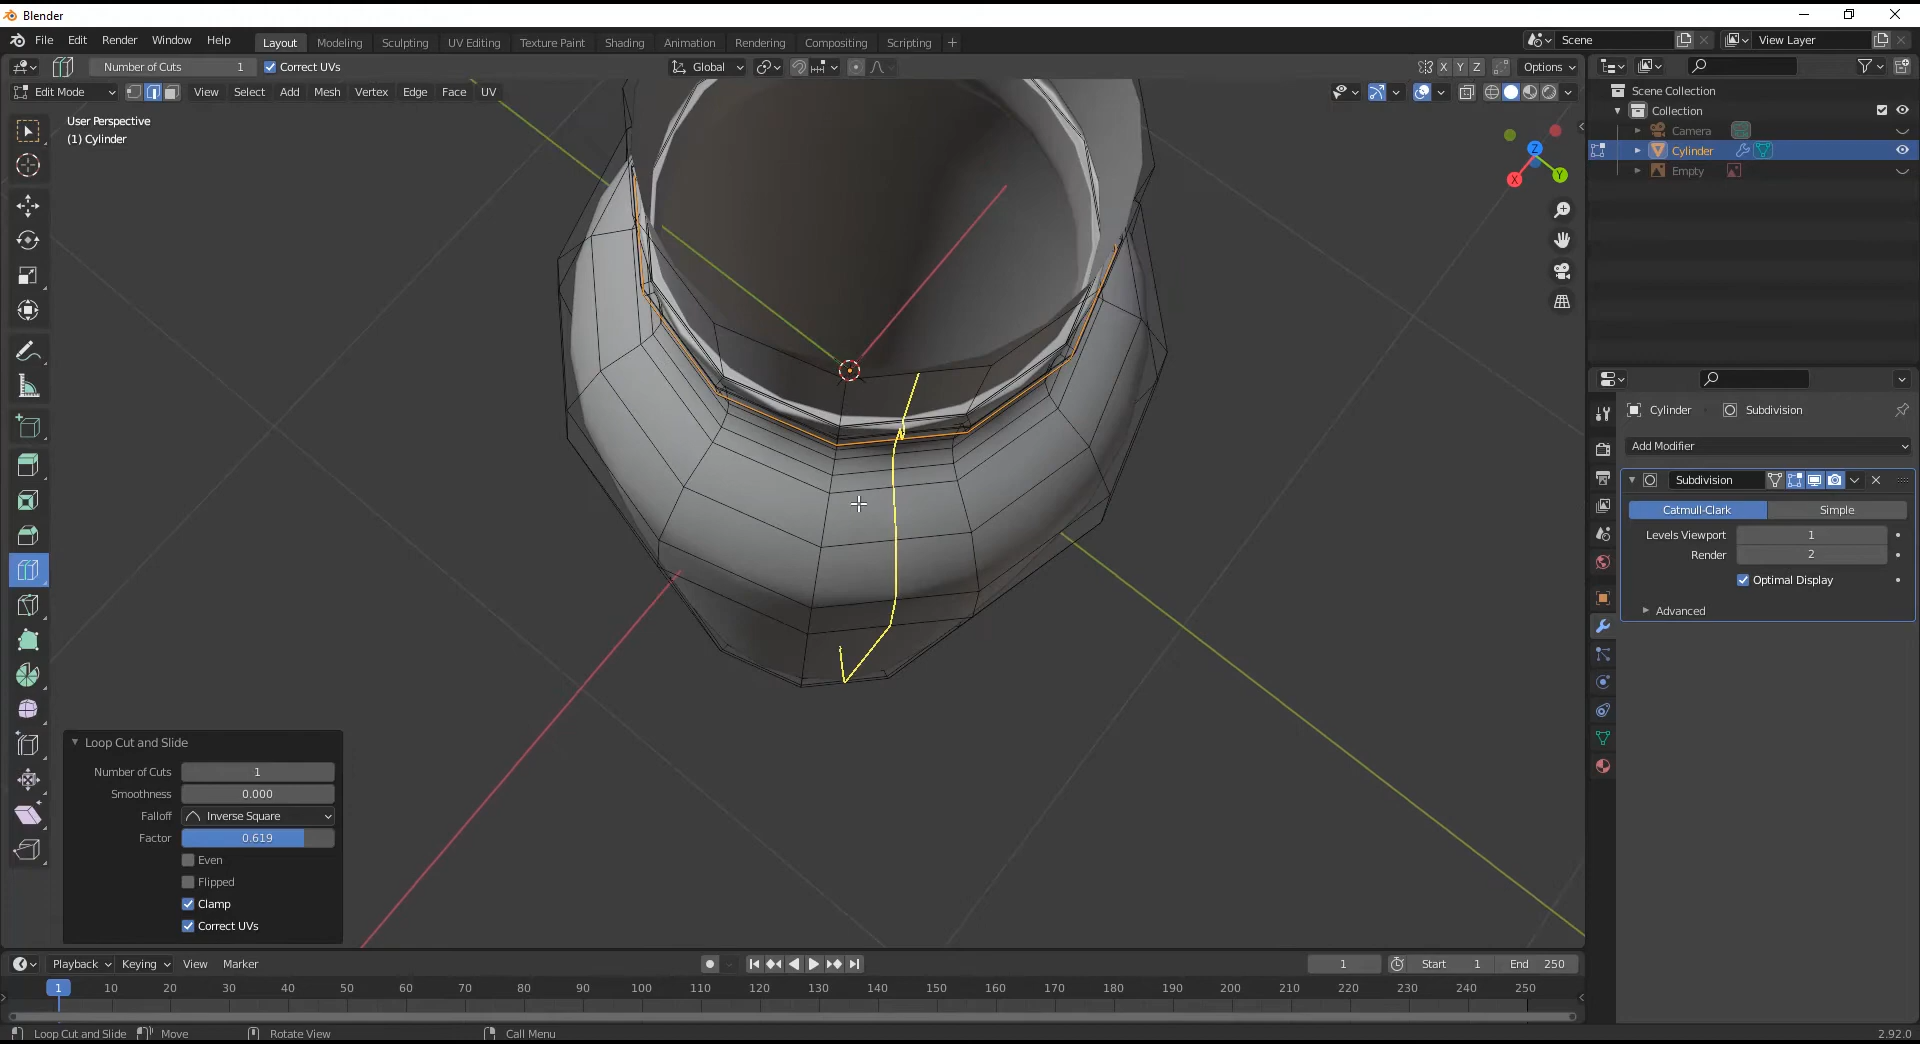 Blender
File Edit Render Window Help Layout Modeling Sculpting UV Editing Texture Paint Shading Animation Rendering Compositing Scripting + Scene View Layer
Number of Cuts 1 Correct UVs Global X Y Z Options
Edit Mode View Select Add Mesh Vertex Edge Face UV
User Perspective
(1) Cylinder
Z
X Y
Scene Collection
Collection
Camera
Cylinder
Empty
Cylinder Subdivision
Add Modifier
Subdivision
Catmull-Clark Simple
Levels Viewport 1
Render 2
Optimal Display
Advanced
Loop Cut and Slide
Number of Cuts 1
Smoothness 0.000
Falloff Inverse Square
Factor 0.619
Even
Flipped
Clamp
Correct UVs
Playback Keying View Marker 1 Start 1 End 250
1 10 20 30 40 50 60 70 80 90 100 110 120 130 140 150 160 170 180 190 200 210 220 230 240 250
Loop Cut and Slide Move Rotate View Call Menu 2.92.0